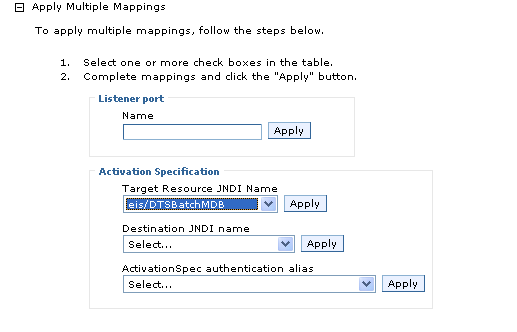 Apply Multiple Mappings
To apply multiple mappings, follow the steps below.
1. Select one or more check boxes in the table.
2. Complete mappings and click the "Apply" button.
Listener port
Name
Apply
Activation Specification
Target Resource JNDI Name
eis/DTSBatchMDB Apply
Destination JNDI name
Select... Apply
ActivationSpec authentication alias
Select... Apply